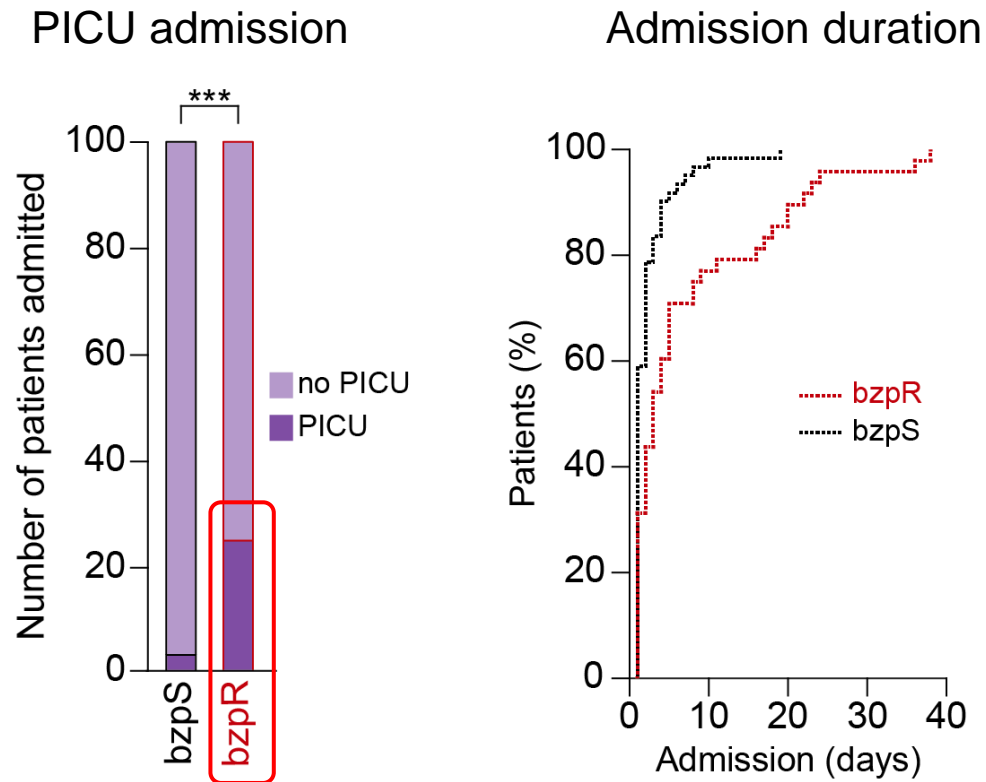 PICU admission
***
Number of patients admitted
100
80
60
40
20
0
no PICU
PICU
bzpS
bzpR
Admission duration
Patients (%)
100
80
60
40
20
0
bzpR
bzpS
0 10 20 30 40
Admission (days)